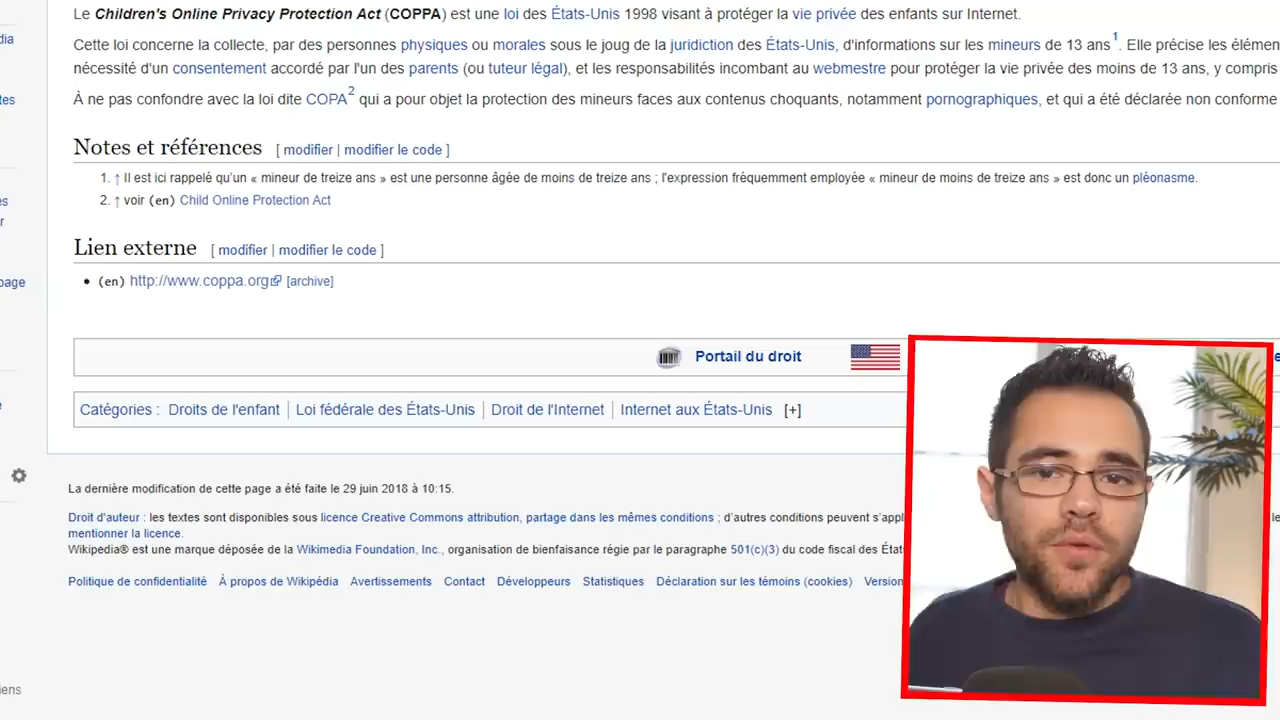 Le Children's Online Privacy Protection Act (COPPA) est une loi des États-Unis 1998 visant à protéger la vie privée des enfants sur Internet.
Cette loi concerne la collecte, par des personnes physiques ou morales sous le joug de la juridiction des États-Unis, d'informations sur les mineurs de 13 ans1. Elle précise les élémen
nécessité d'un consentement accordé par l'un des parents (ou tuteur légal), et les responsabilités incombant au webmestre pour protéger la vie privée des moins de 13 ans, y compris
À ne pas confondre avec la loi dite COPA2 qui a pour objet la protection des mineurs faces aux contenus choquants, notamment pornographiques, et qui a été déclarée non conforme
Notes et références [ modifier | modifier le code ]
1. ↑ Il est ici rappelé qu'un « mineur de treize ans » est une personne âgée de moins de treize ans ; l'expression fréquemment employée « mineur de moins de treize ans » est donc un pléonasme.
2. ↑ voir (en) Child Online Protection Act
Lien externe [ modifier | modifier le code ]
page
• (en) http://www.coppa.org [archive]
Portail du droit
Catégories : Droits de l'enfant | Loi fédérale des États-Unis | Droit de l'Internet | Internet aux États-Unis [+]
La dernière modification de cette page a été faite le 29 juin 2018 à 10:15.
Droit d'auteur : les textes sont disponibles sous licence Creative Commons attribution, partage dans les mêmes conditions ; d'autres conditions peuvent s'appl
mentionner la licence.
Wikipedia® est une marque déposée de la Wikimedia Foundation, Inc., organisation de bienfaisance régie par le paragraphe 501(c)(3) du code fiscal des État
Politique de confidentialité À propos de Wikipédia Avertissements Contact Développeurs Statistiques Déclaration sur les témoins (cookies) Version
iens